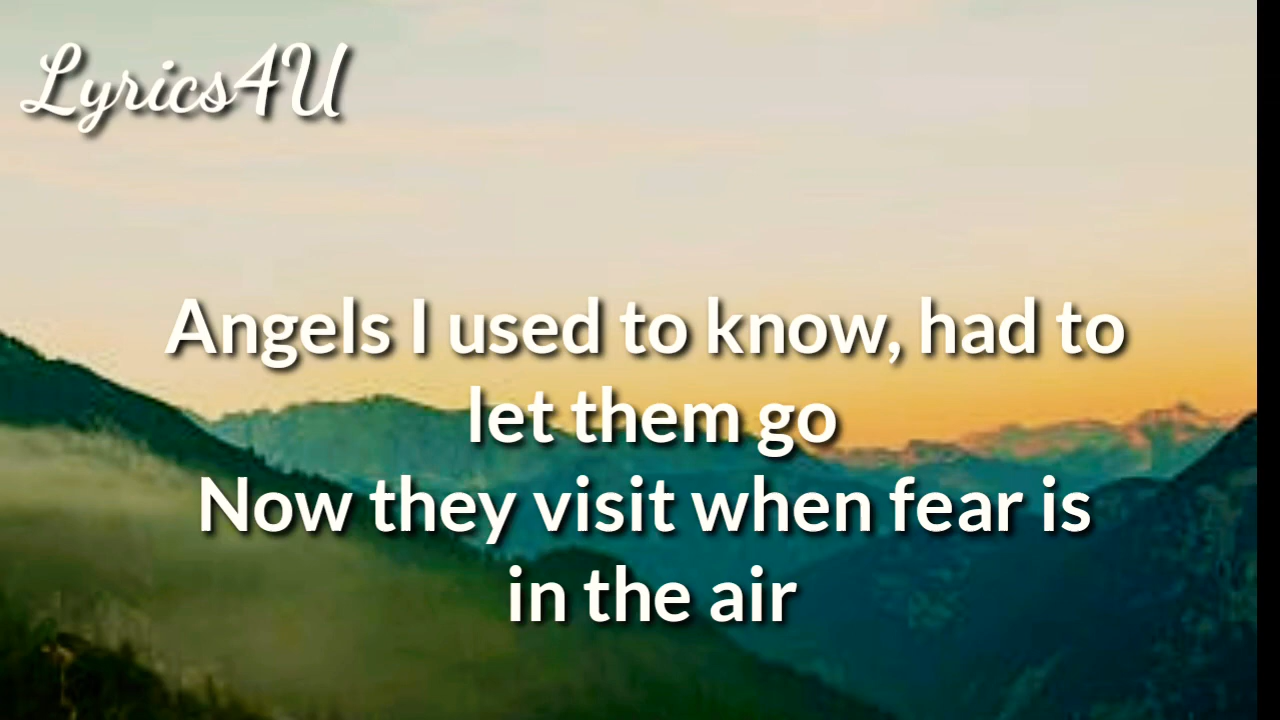 Lyrics4U
Angels I used to know, had to
let them go
Now they visit when fear is
in the air